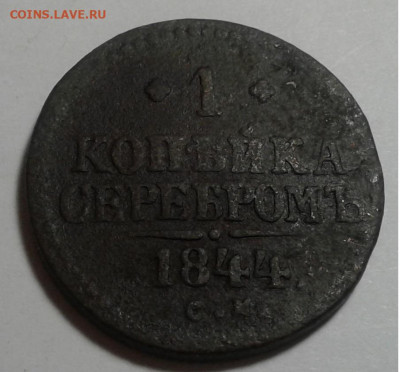 COINS.LAVE.RU
1
КОПѢЙКА
СЕРЕБРОМЪ
1844
С.М.